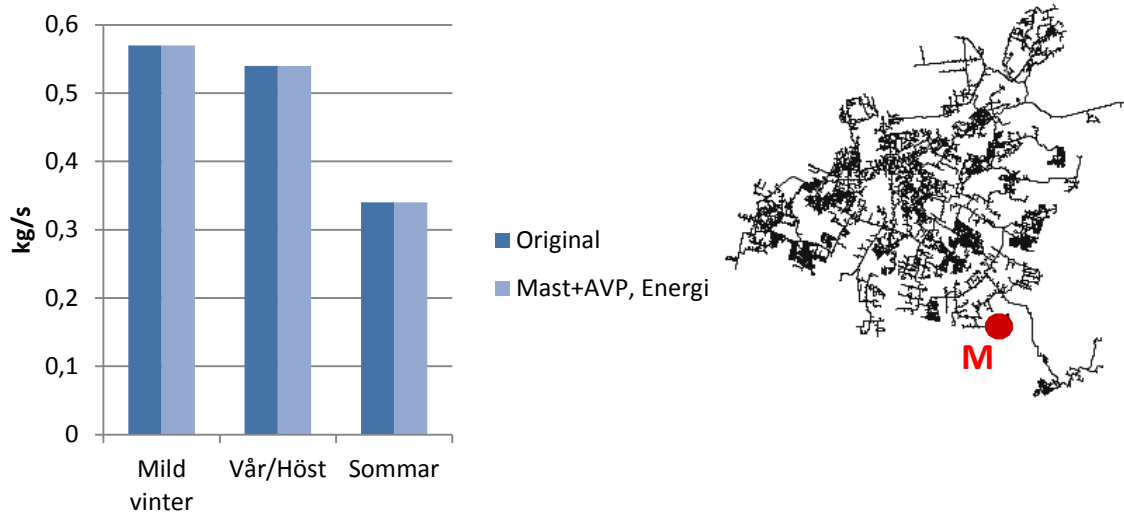 0,6
0,5
0,4
0,3
0,2
0,1
0
kg/s
Mild
vinter
Vår/Höst
Sommar
Original
Mast+AVP, Energi
M